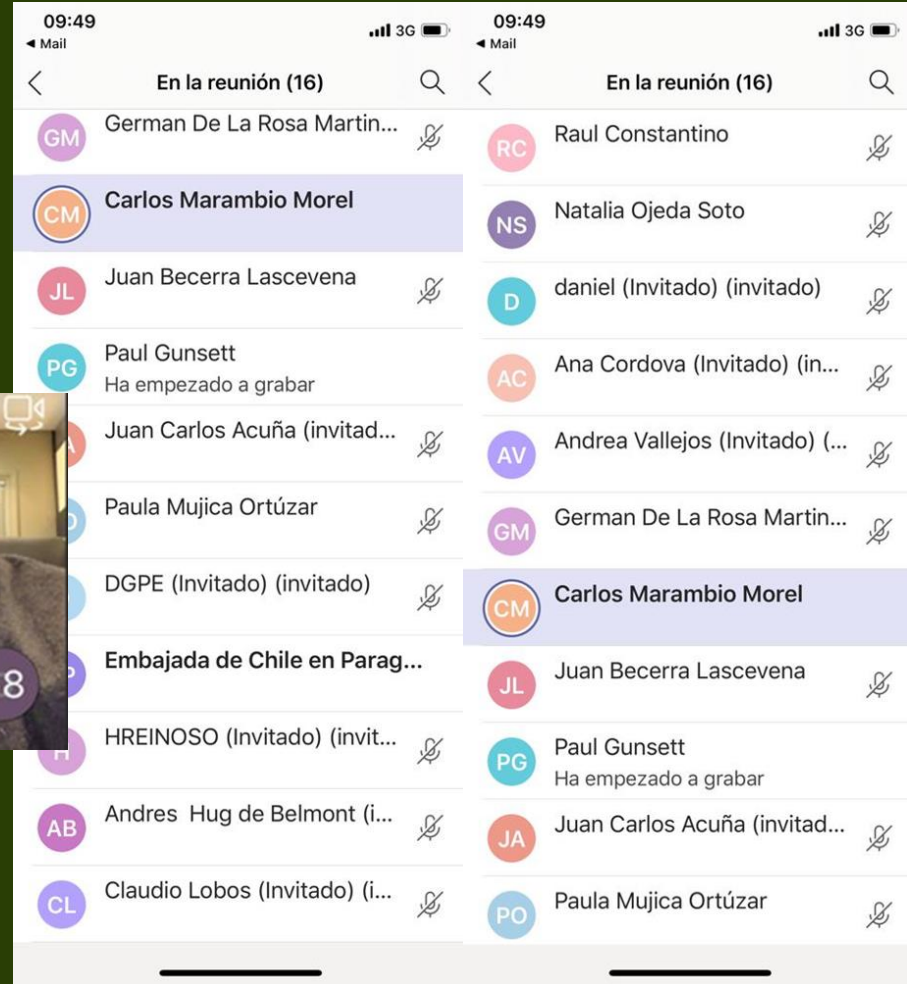 09:49
Mail
3G
En la reunión (16)
GM
German De La Rosa Martin...
CM
Carlos Marambio Morel
JL
Juan Becerra Lascevena
PG
Paul Gunsett
Ha empezado a grabar
Juan Carlos Acuña (invitad...
Paula Mujica Ortúzar
DGPE (Invitado) (invitado)
Embajada de Chile en Parag...
8
HREINOSO (Invitado) (invit...
H
AB
Andres Hug de Belmont (i...
CL
Claudio Lobos (Invitado) (i...
09:49
Mail
3G
En la reunión (16)
RC
Raul Constantino
NS
Natalia Ojeda Soto
D
daniel (Invitado) (invitado)
AC
Ana Cordova (Invitado) (in...
AV
Andrea Vallejos (Invitado) (...
GM
German De La Rosa Martin...
CM
Carlos Marambio Morel
JL
Juan Becerra Lascevena
PG
Paul Gunsett
Ha empezado a grabar
JA
Juan Carlos Acuña (invitad...
PO
Paula Mujica Ortúzar